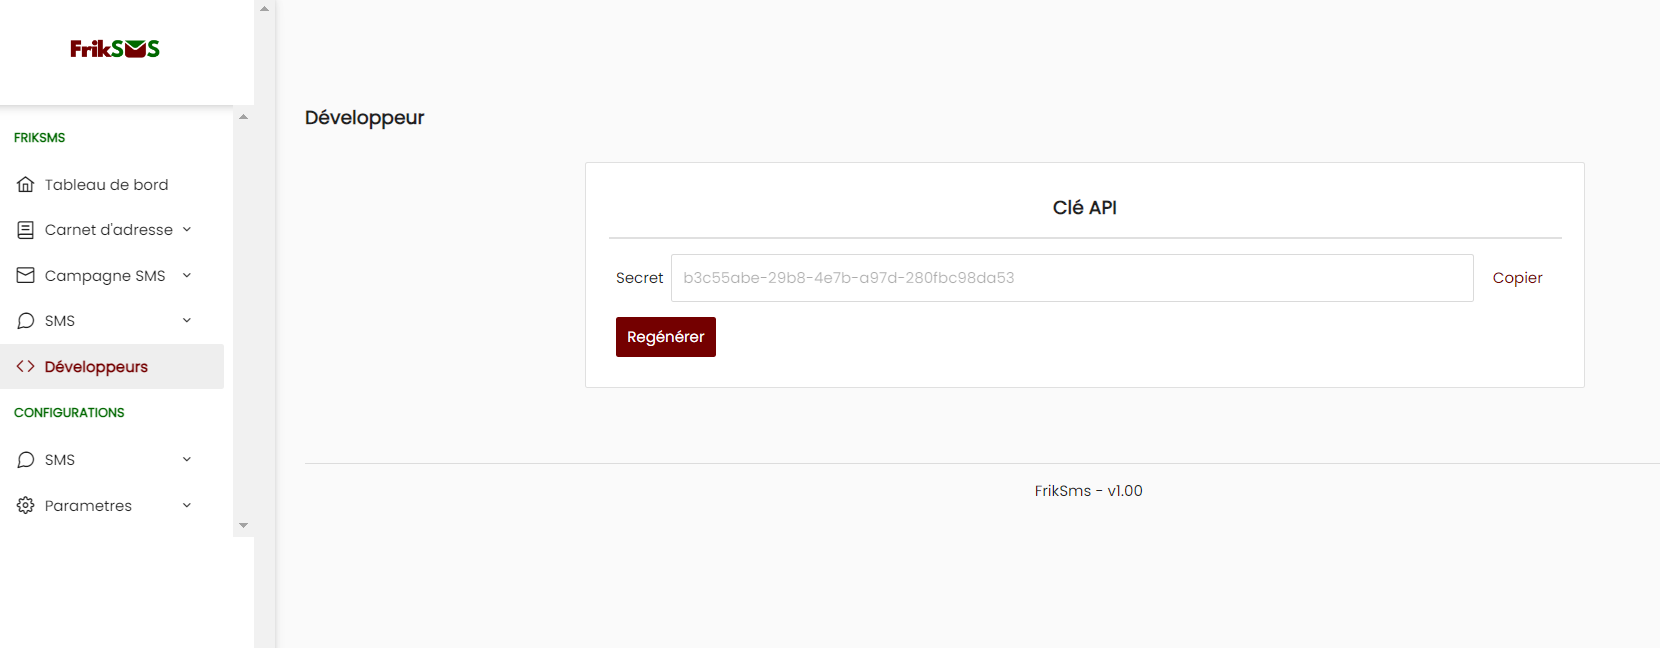 FrikSMS
FRIKSMS
Tableau de bord
Carnet d'adresse
Campagne SMS
SMS
Développeurs
CONFIGURATIONS
SMS
Parametres
Développeur
Clé API
Secret b3c55abe-29b8-4e7b-a97d-280fbc98da53 Copier
Regénérer
FrikSms - v1.00